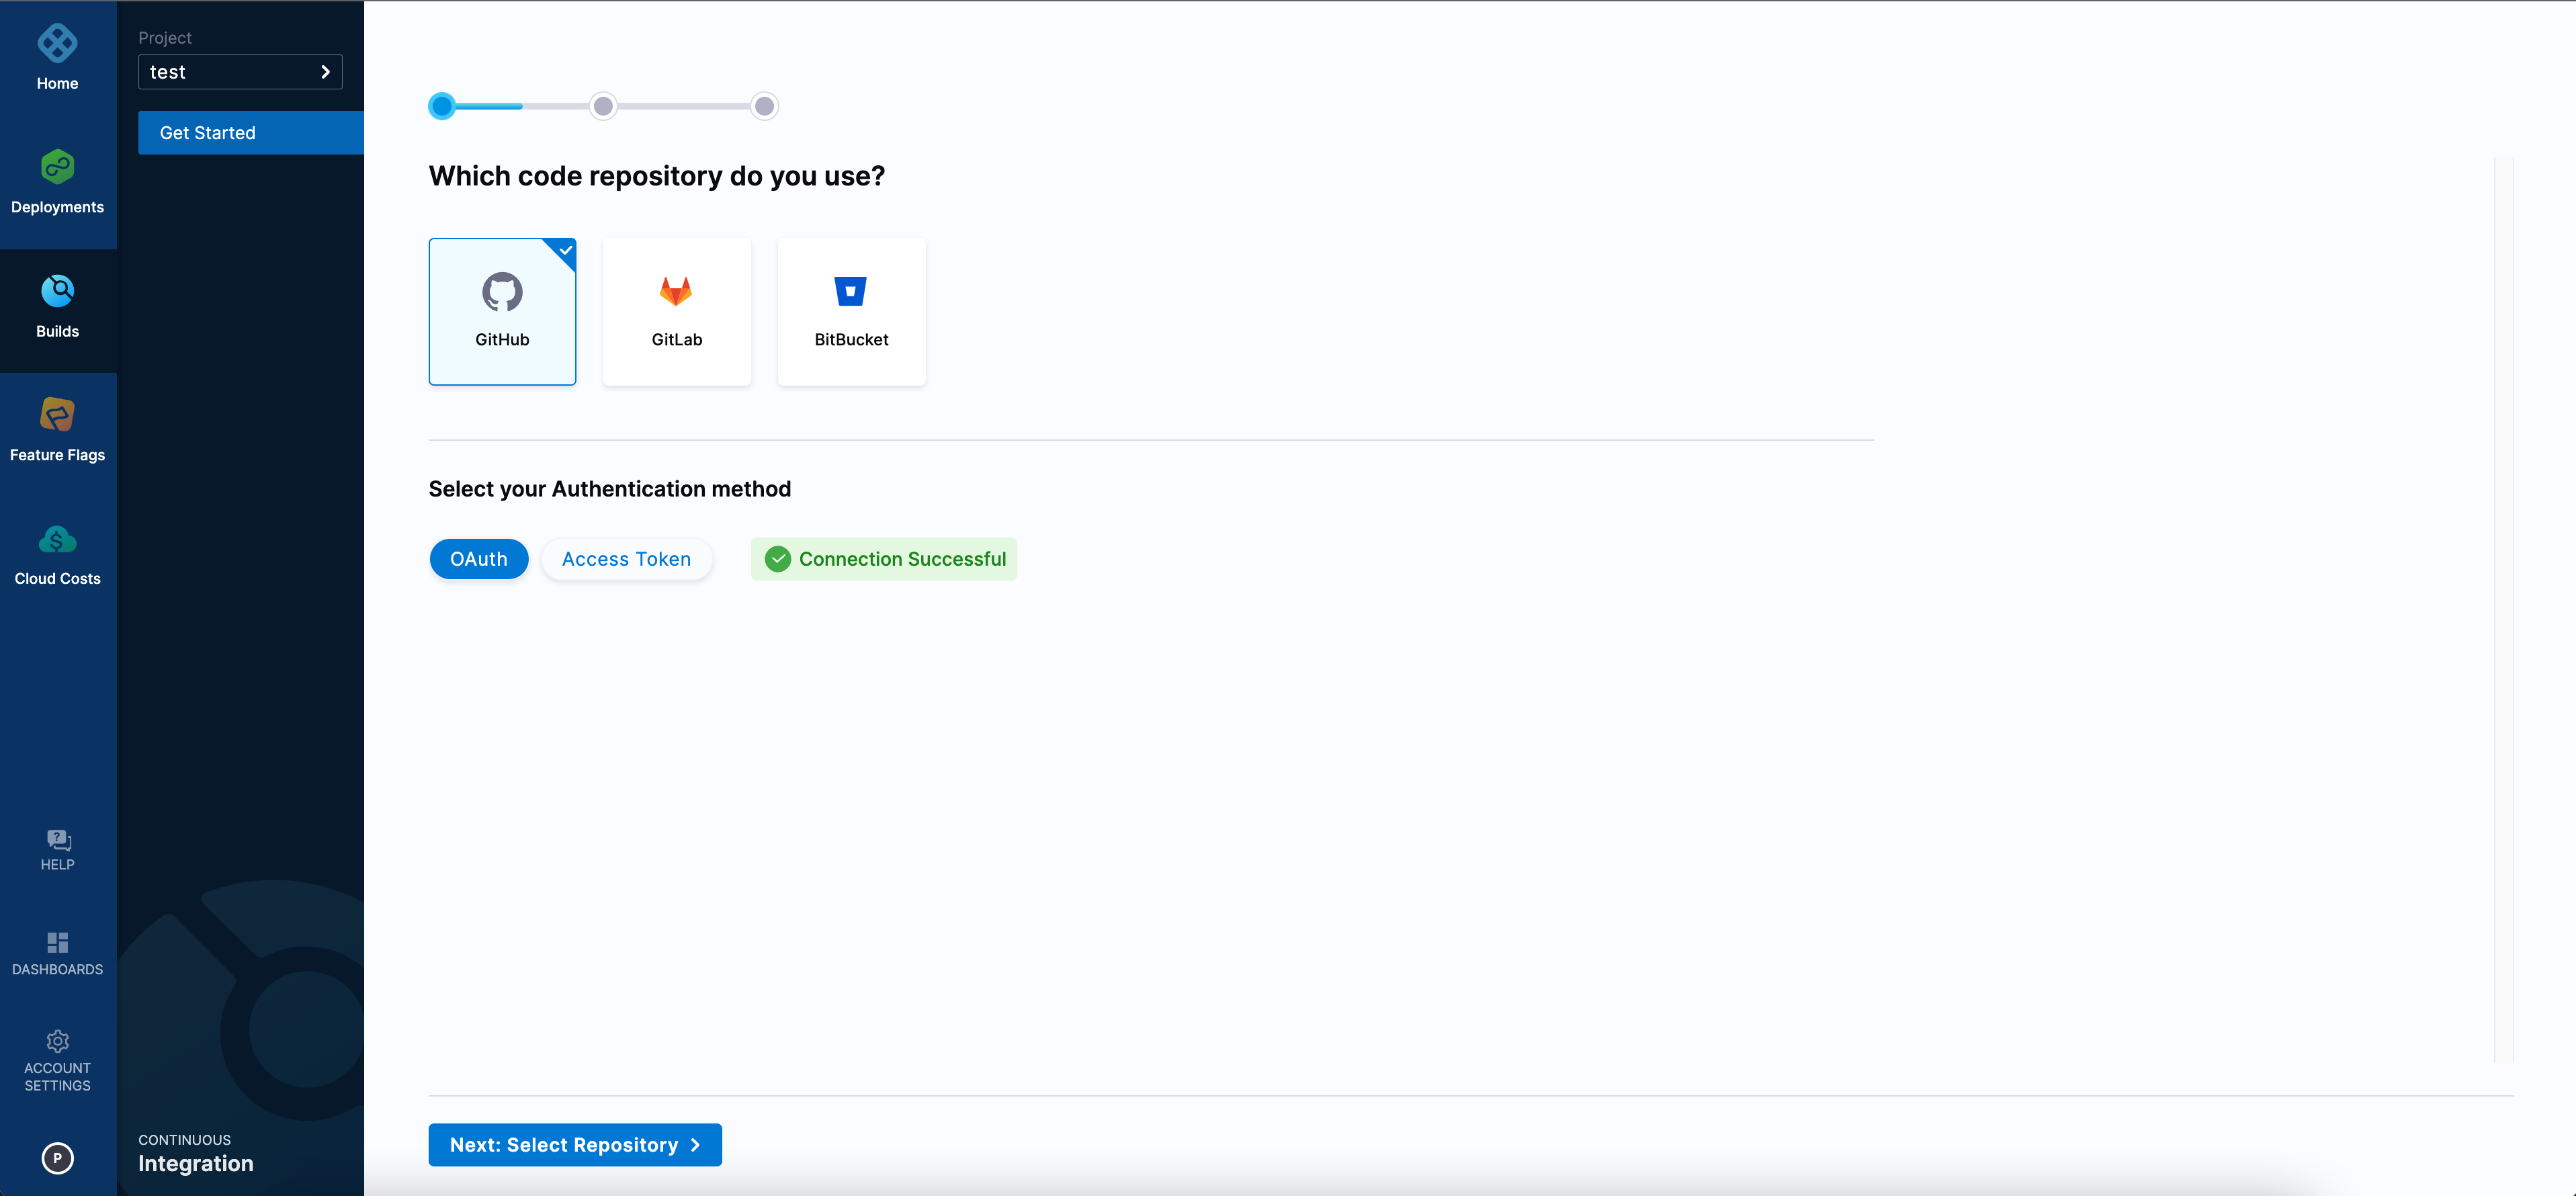 Home
Deployments
Builds
Feature Flags
Cloud Costs
HELP
DASHBOARDS
ACCOUNT
SETTINGS
P
Project
test
Get Started
CONTINUOUS
Integration
Which code repository do you use?
GitHub
GitLab
BitBucket
Select your Authentication method
OAuth
Access Token
Connection Successful
Next: Select Repository